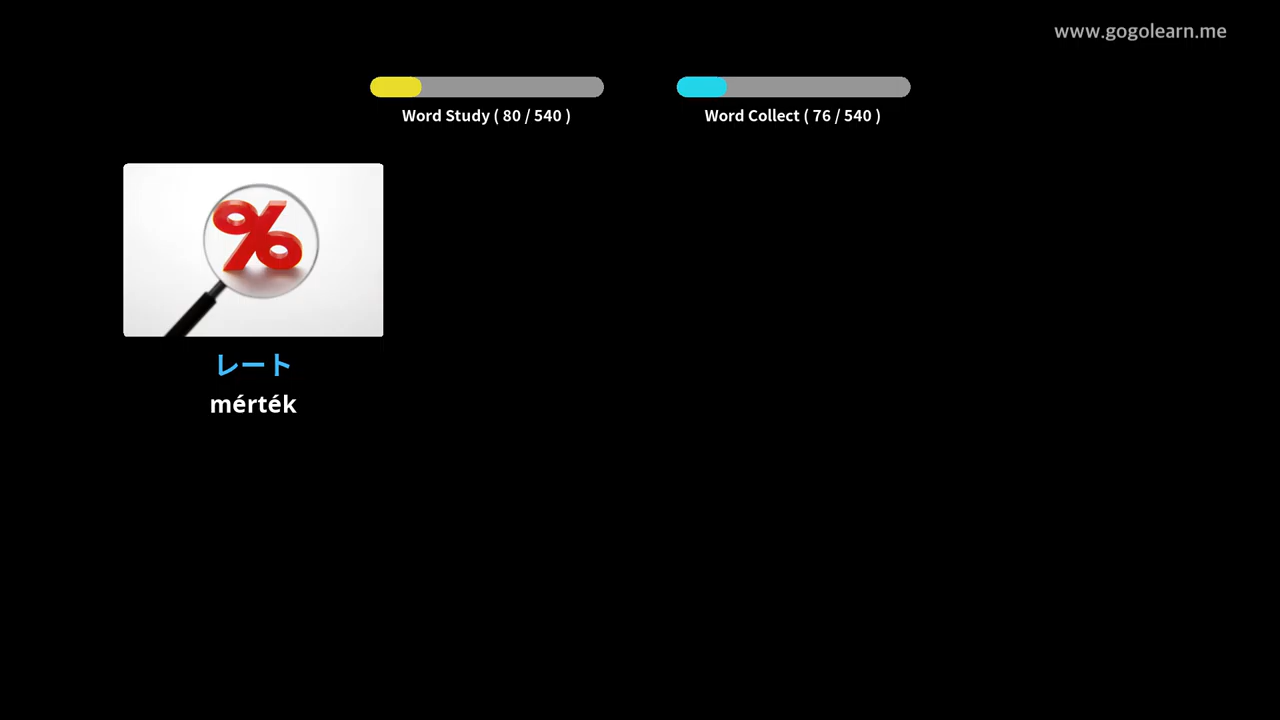 www.gogolearn.me
Word Study ( 80 / 540 )
Word Collect ( 76 / 540 )
%
レート
mérték